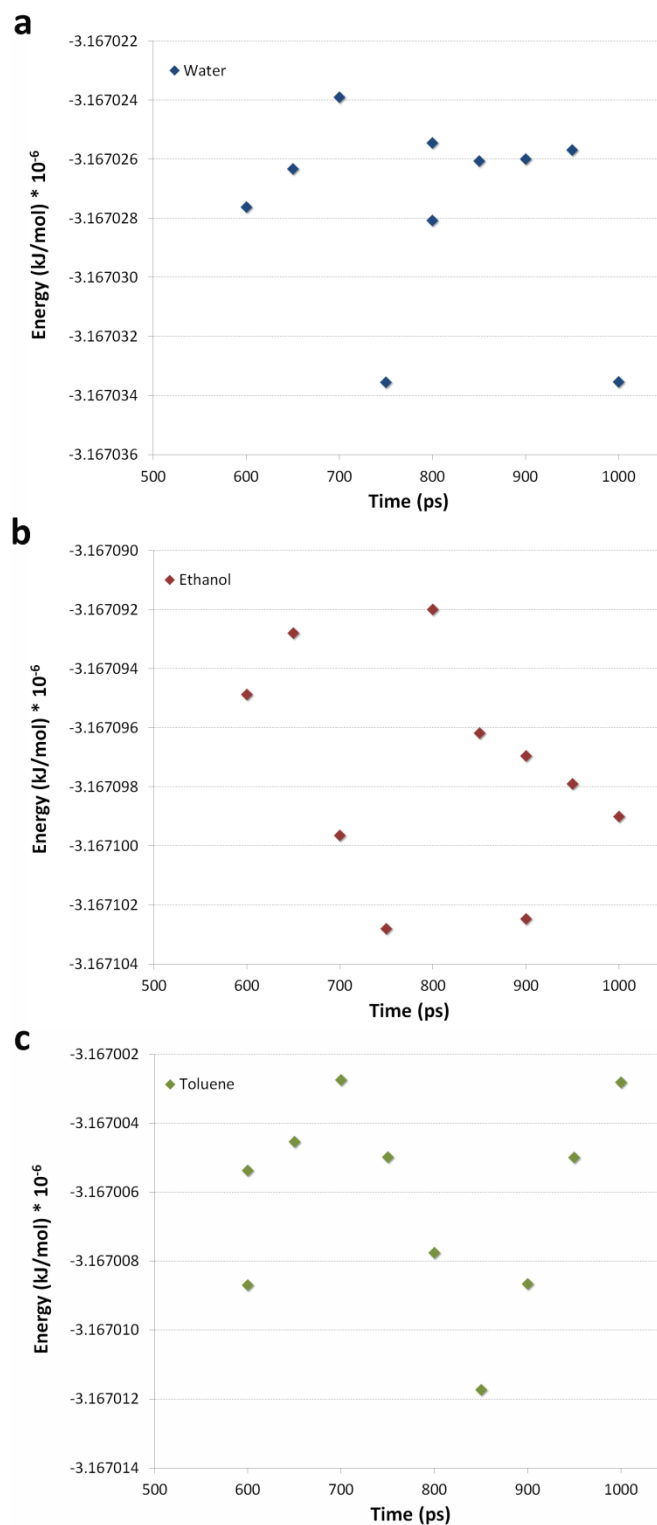 a
-3.167022
Water
-3.167024
-3.167026
-3.167028
-3.167030
-3.167032
-3.167034
-3.167036
Energy (kJ/mol) * 10-6
500 600 700 800 900 1000
Time (ps)
b
-3.167090
Ethanol
-3.167092
-3.167094
-3.167096
-3.167098
-3.167100
-3.167102
-3.167104
Energy (kJ/mol) * 10-6
500 600 700 800 900 1000
Time (ps)
c
-3.167002
Toluene
-3.167004
-3.167006
-3.167008
-3.167010
-3.167012
-3.167014
Energy (kJ/mol) * 10-6
500 600 700 800 900 1000
Time (ps)